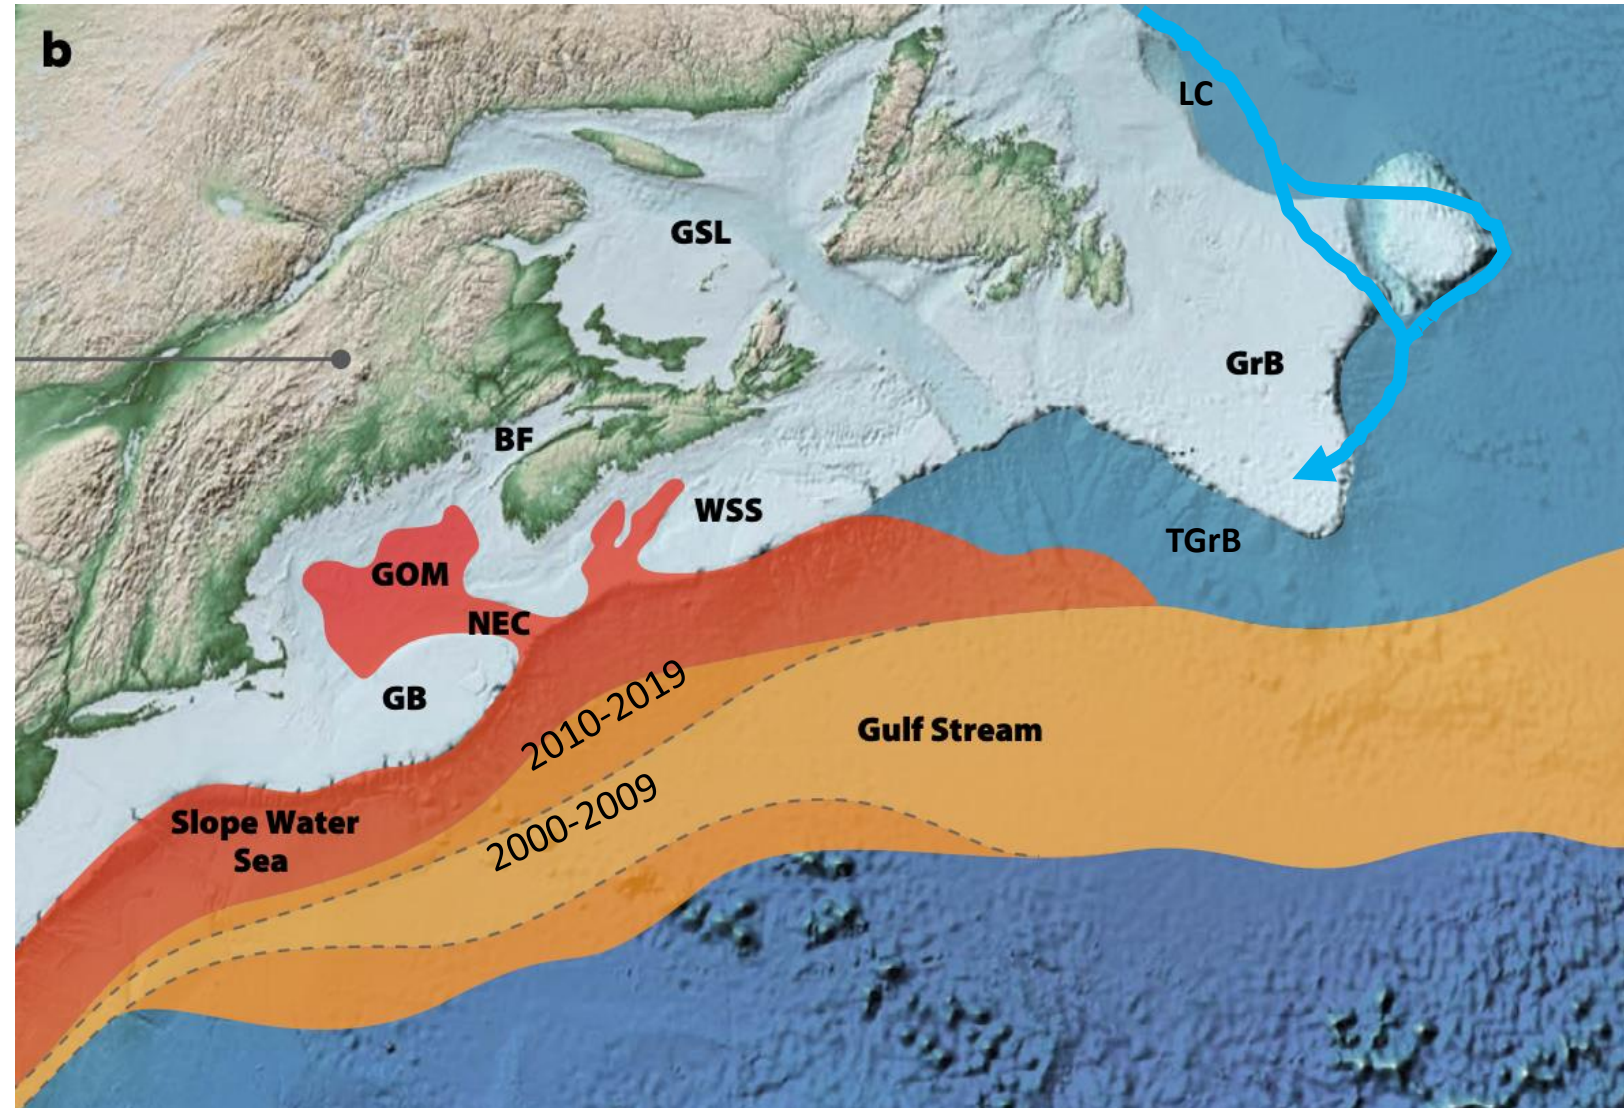 b
LC
GSL
GrB
BF
WSS
TGrB
GOM
NEC
GB
2010-2019
Gulf Stream
2000-2009
Slope Water
Sea